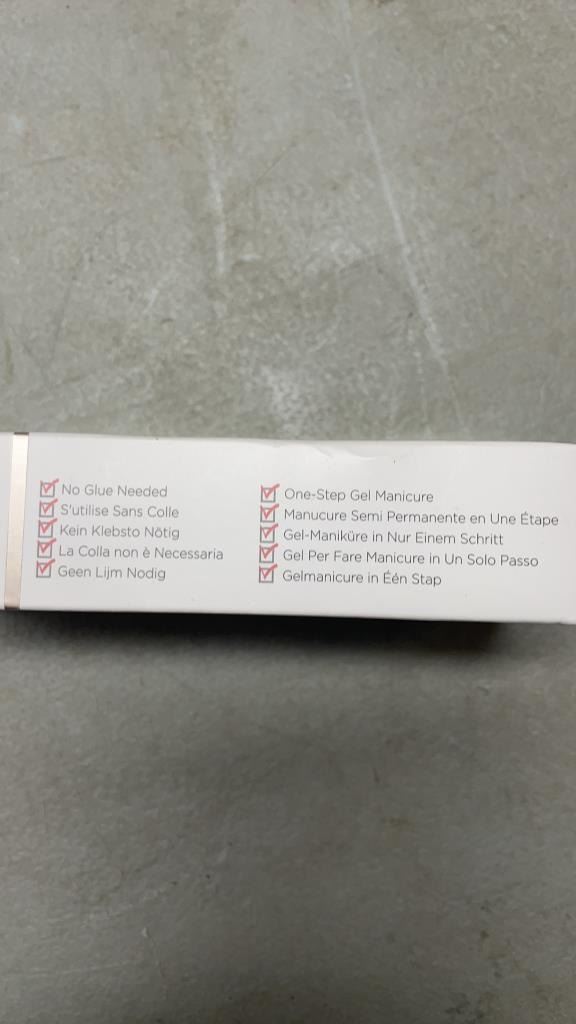 No Glue Needed
S'utilise Sans Colle
Kein Klebsto Nötig
La Colla non è Necessaria
Geen Lijm Nodig
One-Step Gel Manicure
Manucure Semi Permanente en Une Étape
Gel-Maniküre in Nur Einem Schritt
Gel Per Fare Manicure in Un Solo Passo
Gelmanicure in Één Stap